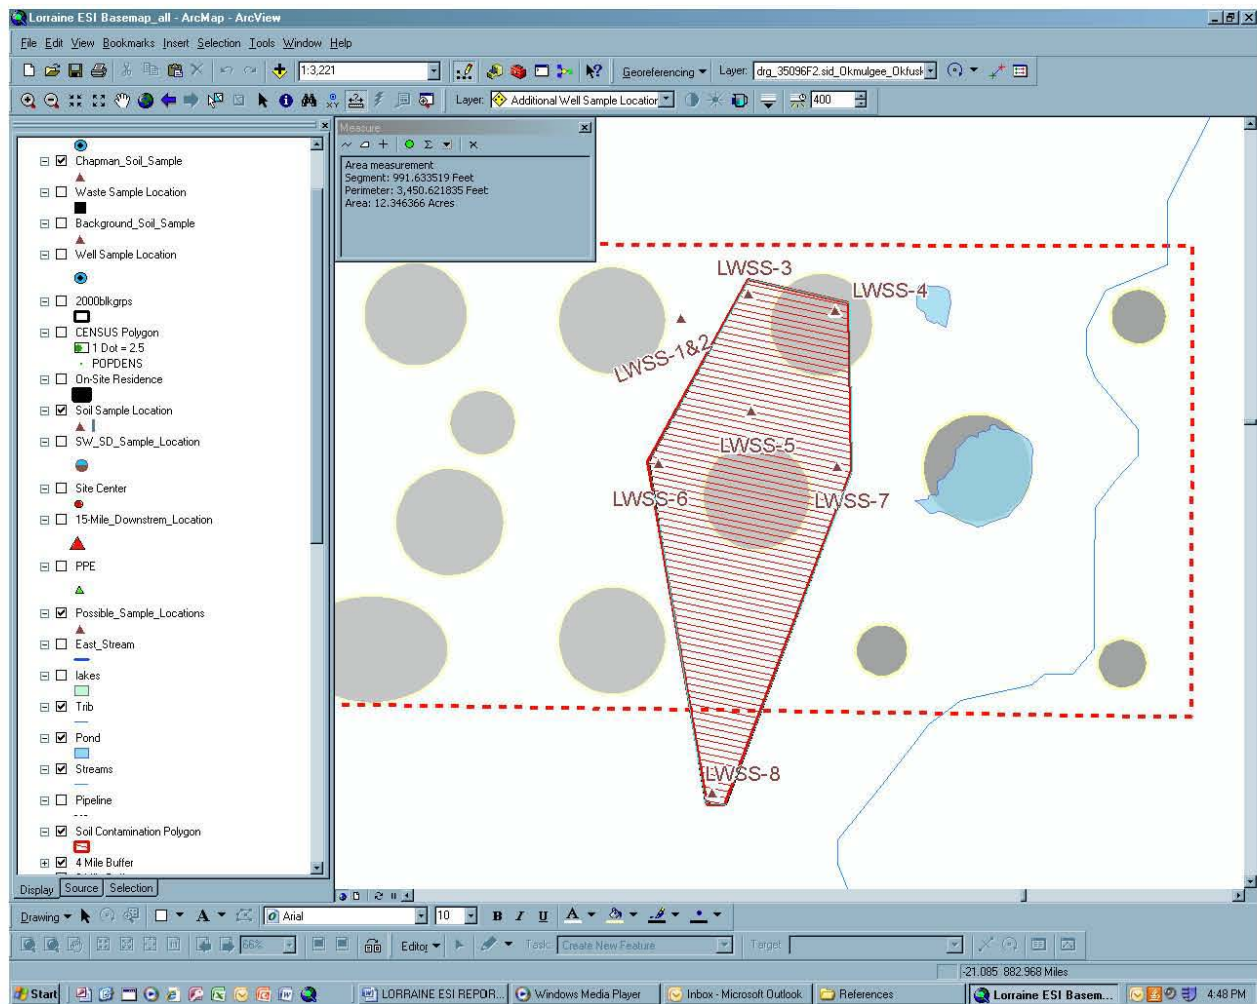 Lorraine ESI Basemap_all - ArcMap - ArcView
File Edit View Bookmarks Insert Selection Tools Window Help
1:3,221
Georeferencing
Layer:
drg_35096F2.sid_Okmulgee_Okfusk
Layer:
Additional Well Sample Location
400
Measure
Area measurement
Segment: 991.633519 Feet
Perimeter: 3,450.621835 Feet
Area: 12.346366 Acres
Chapman_Soil_Sample
Waste Sample Location
Background_Soil_Sample
Well Sample Location
2000blkgrps
CENSUS Polygon
1 Dot = 2.5
POPDENS
On-Site Residence
Soil Sample Location
SW_SD_Sample_Location
Site Center
15-Mile_Downstrem_Location
PPE
Possible_Sample_Locations
East_Stream
lakes
Trib
Pond
Streams
Pipeline
Soil Contamination Polygon
4 Mile Buffer
Display Source Selection
LWSS-3
LWSS-4
LWSS-1&2
LWSS-5
LWSS-6
LWSS-7
LWSS-8
Drawing
A
Arial
10
B I U A
66%
Editor
Task:
Create New Feature
Target:
-21.085 882.968 Miles
Start
LORRAINE ESI REPOR...
Windows Media Player
Inbox - Microsoft Outlook
References
Lorraine ESI Basem...
4:48 PM